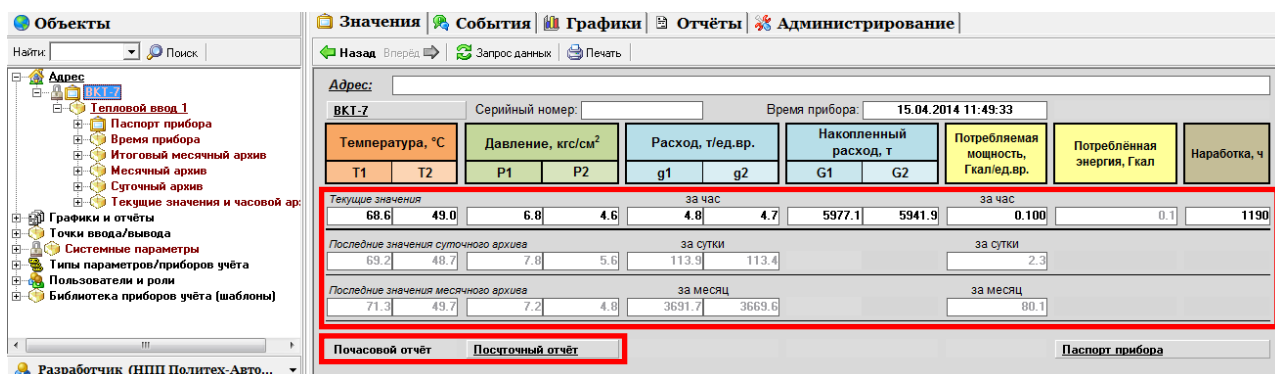 Объекты
Найти: Поиск
Адрес
ВКТ-7
Тепловой ввод 1
Паспорт прибора
Время прибора
Итоговый месячный архив
Месячный архив
Суточный архив
Текущие значения и часовой ар:
Графики и отчёты
Точки ввода/вывода
Системные параметры
Типы параметров/приборов учёта
Пользователи и роли
Библиотека приборов учёта (шаблоны)
Разработчик (НПП Политех-Авто...
Значения События Графики Отчёты Администрирование
Назад Вперёд Запрос данных Печать
Адрес:
ВКТ-7 Серийный номер: Время прибора: 15.04.2014 11:49:33
Температура, °C Давление, кгс/см² Расход, т/ед.вр. Накопленный расход, т Потребляемая мощность, Гкал/ед.вр. Потреблённая энергия, Гкал Наработка, ч
T1 T2 P1 P2 g1 g2 G1 G2
Текущие значения за час за час
68.6 49.0 6.8 4.6 4.8 4.7 5977.1 5941.9 0.100 0.1 1190
Последние значения суточного архива за сутки за сутки
69.2 48.7 7.8 5.6 113.9 113.4 2.3
Последние значения месячного архива за месяц за месяц
71.3 49.7 7.2 4.8 3691.7 3669.6 80.1
Почасовой отчёт Посуточный отчёт Паспорт прибора